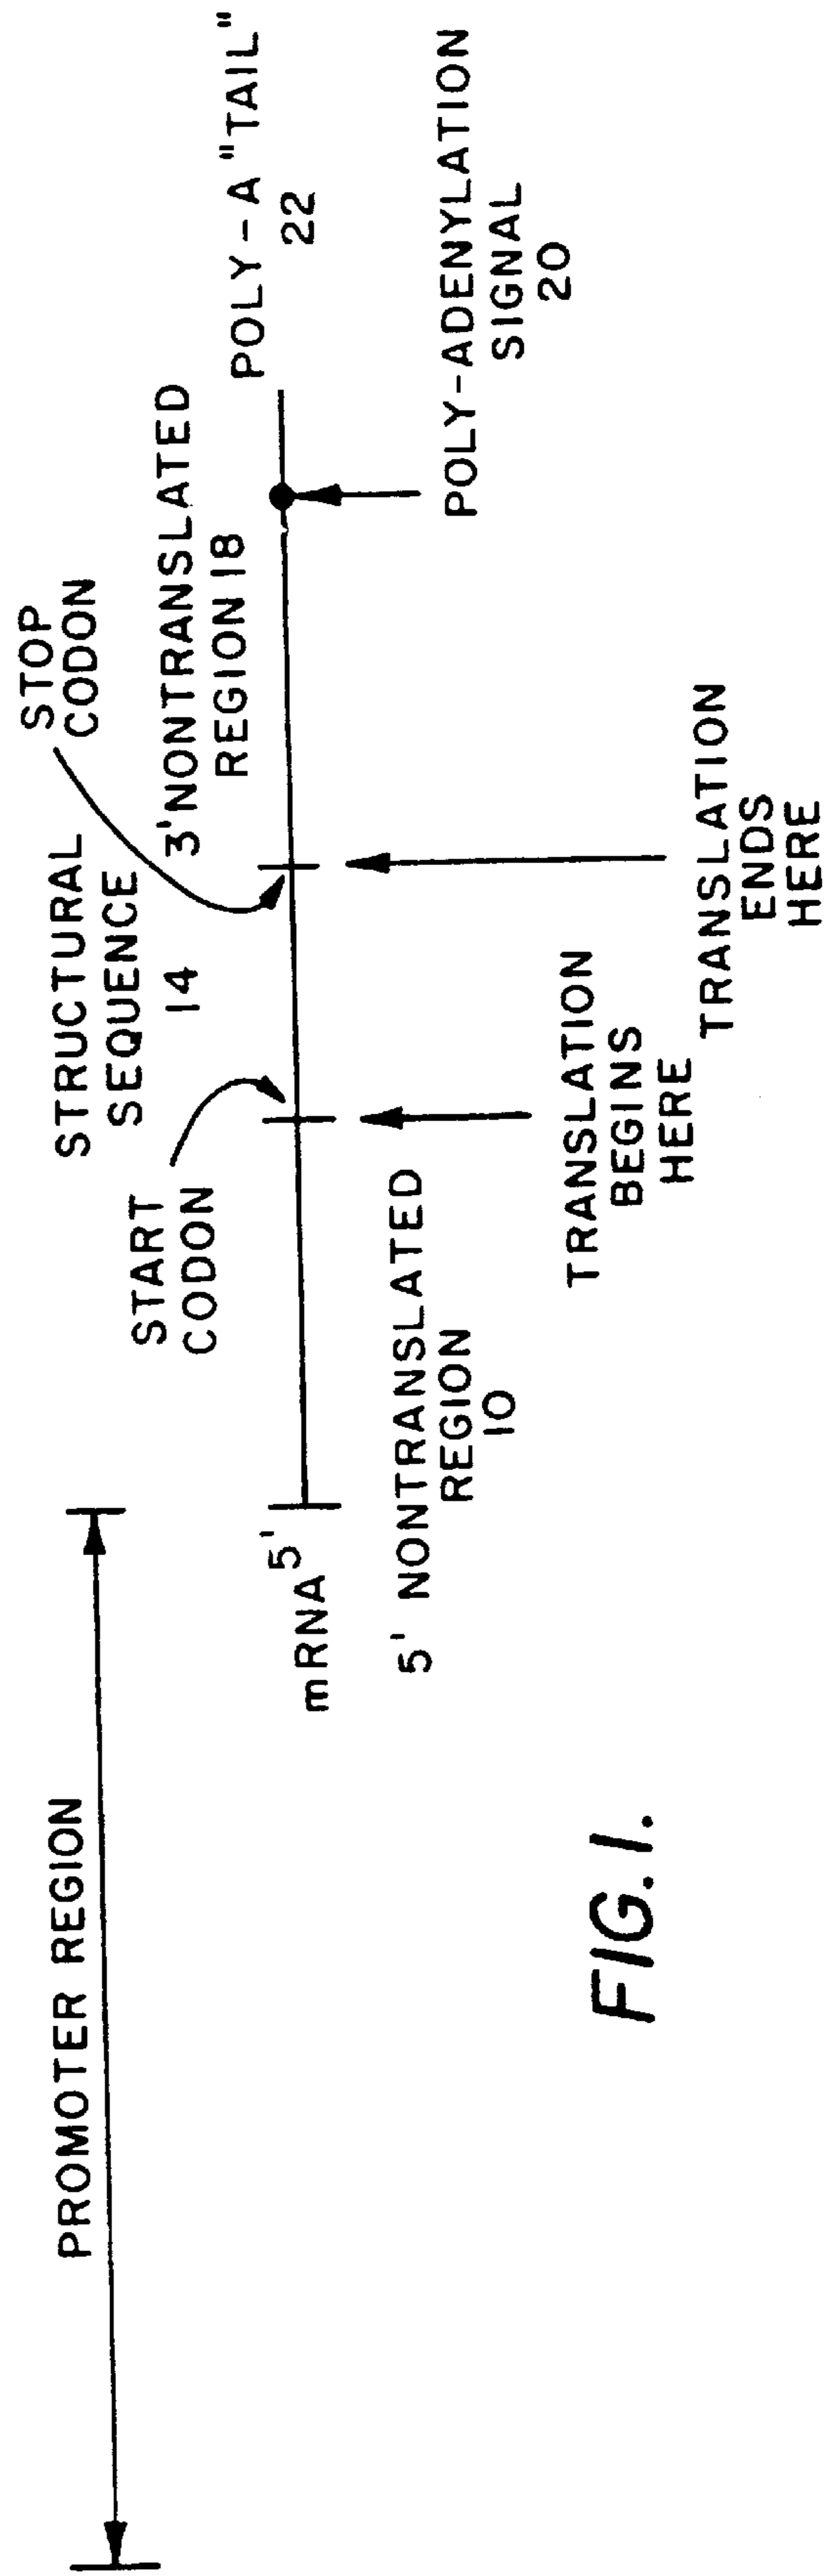 PROMOTER REGION
mRNA 5'
5' NONTRANSLATED
REGION
10
START
CODON
STRUCTURAL
SEQUENCE
14
STOP
CODON
TRANSLATION
BEGINS
HERE
TRANSLATION
ENDS
HERE
3'NONTRANSLATED
REGION 18
POLY-A "TAIL"
22
POLY-ADENYLATION
SIGNAL
20
FIG. 1.